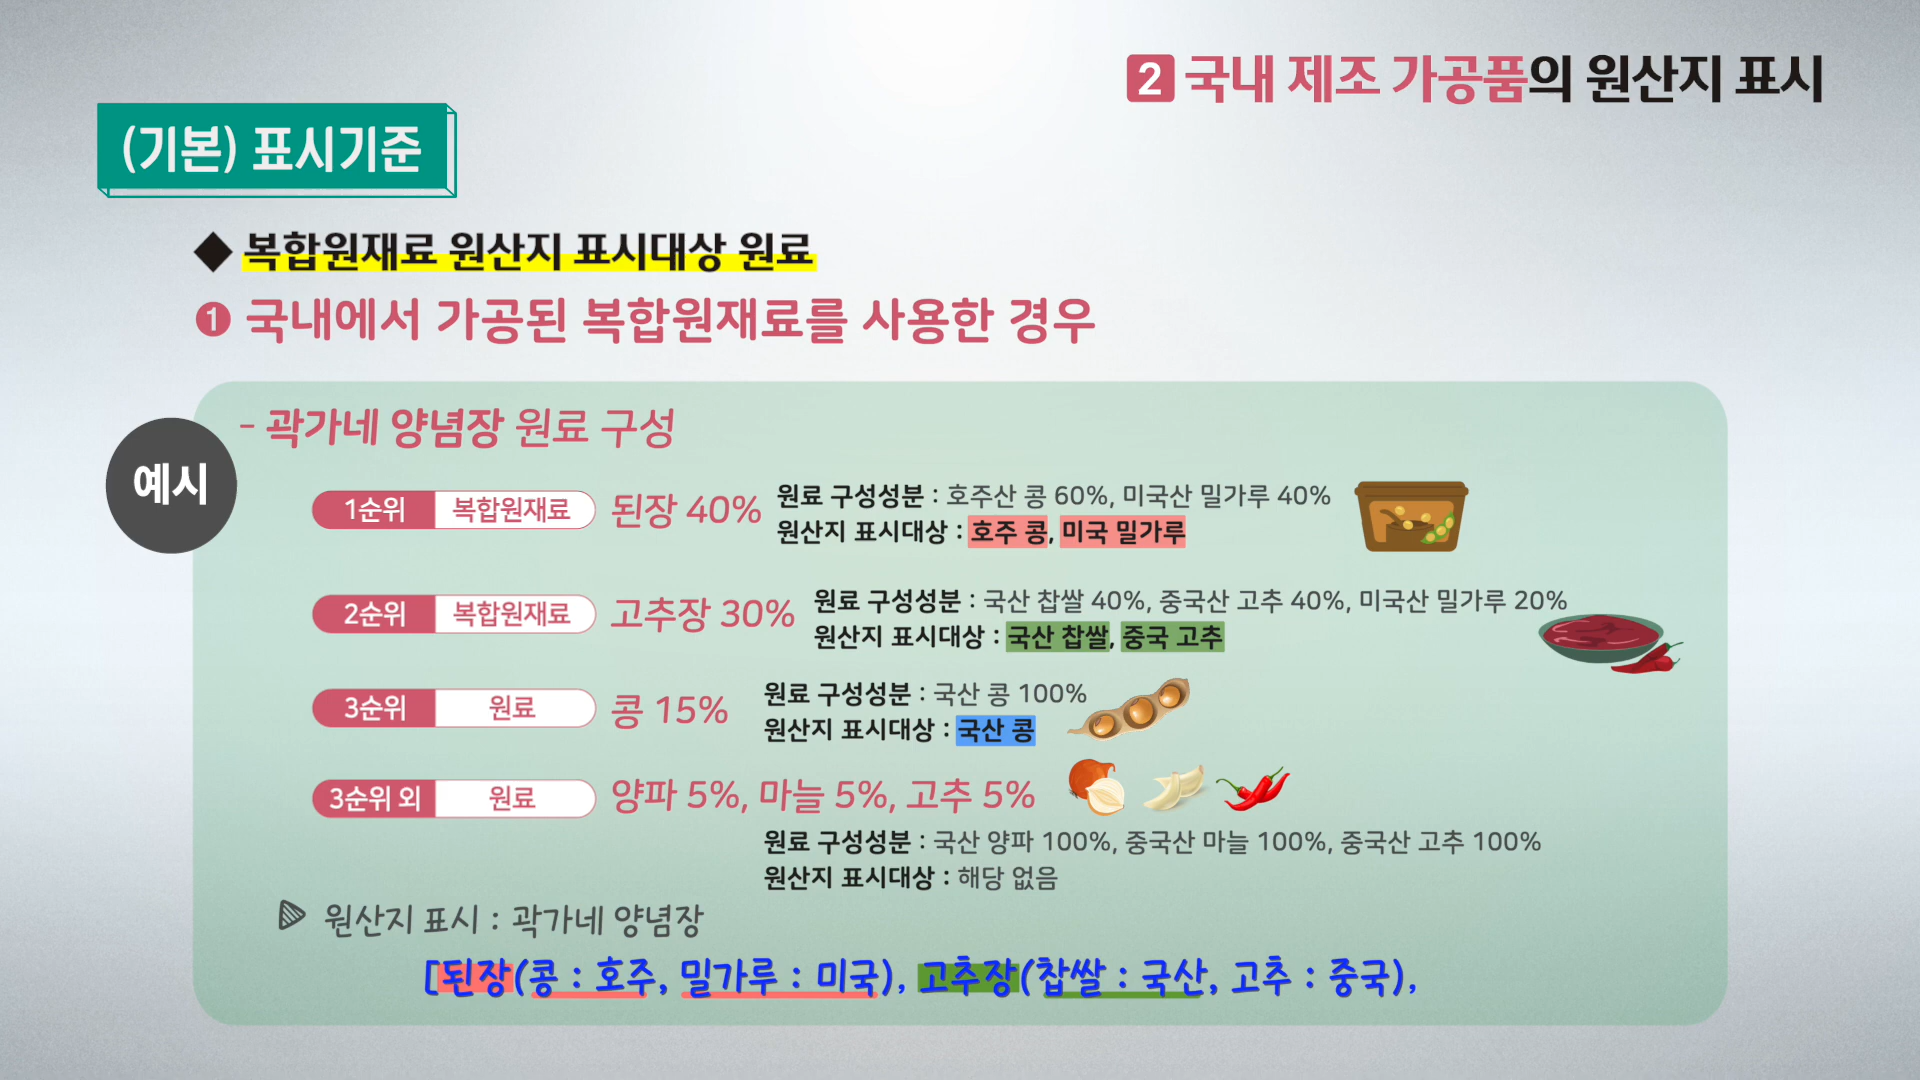 2 국내 제조 가공품의 원산지 표시
(기본) 표시기준
◆ 복합원재료 원산지 표시대상 원료
❶ 국내에서 가공된 복합원재료를 사용한 경우
예시
- 곽가네 양념장 원료 구성
1순위 복합원재료 된장 40%
원료 구성성분 : 호주산 콩 60%, 미국산 밀가루 40%
원산지 표시대상 : 호주 콩, 미국 밀가루
2순위 복합원재료 고추장 30%
원료 구성성분 : 국산 찹쌀 40%, 중국산 고추 40%, 미국산 밀가루 20%
원산지 표시대상 : 국산 찹쌀, 중국 고추
3순위 원료 콩 15%
원료 구성성분 : 국산 콩 100%
원산지 표시대상 : 국산 콩
3순위 외 원료 양파 5%, 마늘 5%, 고추 5%
원료 구성성분 : 국산 양파 100%, 중국산 마늘 100%, 중국산 고추 100%
원산지 표시대상 : 해당 없음
원산지 표시 : 곽가네 양념장
[된장(콩 : 호주, 밀가루 : 미국), 고추장(찹쌀 : 국산, 고추 : 중국),